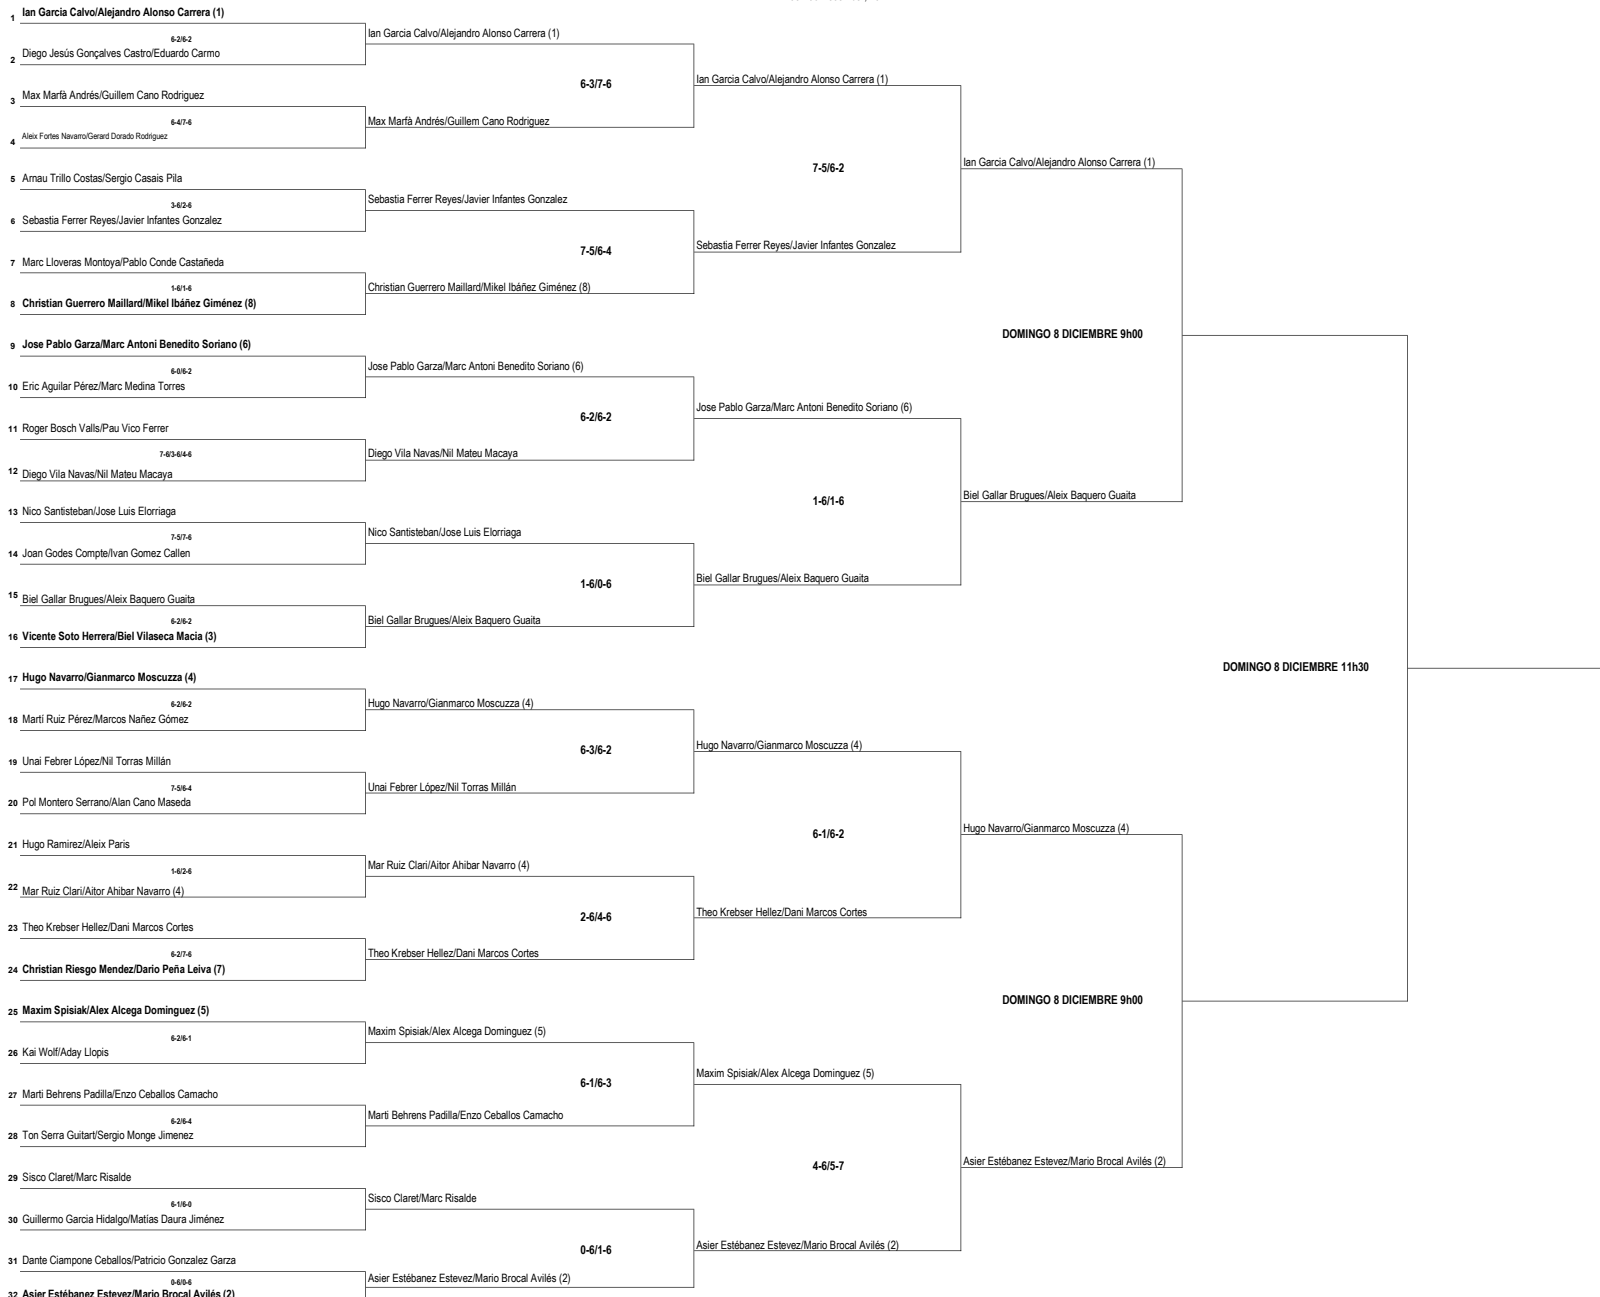 1 Ian Garcia Calvo/Alejandro Alonso Carrera (1)
6-2/6-2
2 Diego Jesús Gonçalves Castro/Eduardo Carmo
3 Max Marfà Andrés/Guillem Cano Rodriguez
6-4/7-6
4 Aleix Fortes Navarro/Gerard Dorado Rodriguez
5 Arnau Trillo Costas/Sergio Casais Pila
3-6/2-6
6 Sebastia Ferrer Reyes/Javier Infantes Gonzalez
7 Marc Lloveras Montoya/Pablo Conde Castañeda
1-6/1-6
8 Christian Guerrero Maillard/Mikel Ibáñez Giménez (8)
9 Jose Pablo Garza/Marc Antoni Benedito Soriano (6)
6-0/6-2
10 Eric Aguilar Pérez/Marc Medina Torres
11 Roger Bosch Valls/Pau Vico Ferrer
7-6/3-6/4-6
12 Diego Vila Navas/Nil Mateu Macaya
13 Nico Santisteban/Jose Luis Elorriaga
7-5/7-6
14 Joan Godes Compte/Ivan Gomez Callen
15 Biel Gallar Brugues/Aleix Baquero Guaita
6-2/6-2
16 Vicente Soto Herrera/Biel Vilaseca Macia (3)
17 Hugo Navarro/Gianmarco Moscuzza (4)
6-2/6-2
18 Martí Ruiz Pérez/Marcos Nañez Gómez
19 Unai Febrer López/Nil Torras Millán
7-5/6-4
20 Pol Montero Serrano/Alan Cano Maseda
21 Hugo Ramirez/Aleix Paris
1-6/2-6
22 Mar Ruiz Clari/Aitor Ahibar Navarro (4)
23 Theo Krebser Hellez/Dani Marcos Cortes
6-2/7-6
24 Christian Riesgo Mendez/Dario Peña Leiva (7)
25 Maxim Spisiak/Alex Alcega Dominguez (5)
6-2/6-1
26 Kai Wolf/Aday Llopis
27 Marti Behrens Padilla/Enzo Ceballos Camacho
6-2/6-4
28 Ton Serra Guitart/Sergio Monge Jimenez
29 Sisco Claret/Marc Risalde
6-1/6-0
30 Guillermo Garcia Hidalgo/Matías Daura Jiménez
31 Dante Ciampone Ceballos/Patricio Gonzalez Garza
0-6/0-6
32 Asier Estébanez Estevez/Mario Brocal Avilés (2)
Ian Garcia Calvo/Alejandro Alonso Carrera (1)
6-3/7-6
Max Marfà Andrés/Guillem Cano Rodriguez
Sebastia Ferrer Reyes/Javier Infantes Gonzalez
7-5/6-4
Christian Guerrero Maillard/Mikel Ibáñez Giménez (8)
Jose Pablo Garza/Marc Antoni Benedito Soriano (6)
6-2/6-2
Diego Vila Navas/Nil Mateu Macaya
Nico Santisteban/Jose Luis Elorriaga
1-6/0-6
Biel Gallar Brugues/Aleix Baquero Guaita
Hugo Navarro/Gianmarco Moscuzza (4)
6-3/6-2
Unai Febrer López/Nil Torras Millán
Mar Ruiz Clari/Aitor Ahibar Navarro (4)
2-6/4-6
Theo Krebser Hellez/Dani Marcos Cortes
Maxim Spisiak/Alex Alcega Dominguez (5)
6-1/6-3
Marti Behrens Padilla/Enzo Ceballos Camacho
Sisco Claret/Marc Risalde
0-6/1-6
Asier Estébanez Estevez/Mario Brocal Avilés (2)
Ian Garcia Calvo/Alejandro Alonso Carrera (1)
7-5/6-2
Sebastia Ferrer Reyes/Javier Infantes Gonzalez
Jose Pablo Garza/Marc Antoni Benedito Soriano (6)
1-6/1-6
Biel Gallar Brugues/Aleix Baquero Guaita
Hugo Navarro/Gianmarco Moscuzza (4)
6-1/6-2
Theo Krebser Hellez/Dani Marcos Cortes
Maxim Spisiak/Alex Alcega Dominguez (5)
4-6/5-7
Asier Estébanez Estevez/Mario Brocal Avilés (2)
Ian Garcia Calvo/Alejandro Alonso Carrera (1)
DOMINGO 8 DICIEMBRE 9h00
Biel Gallar Brugues/Aleix Baquero Guaita
Hugo Navarro/Gianmarco Moscuzza (4)
DOMINGO 8 DICIEMBRE 9h00
Asier Estébanez Estevez/Mario Brocal Avilés (2)
DOMINGO 8 DICIEMBRE 11h30